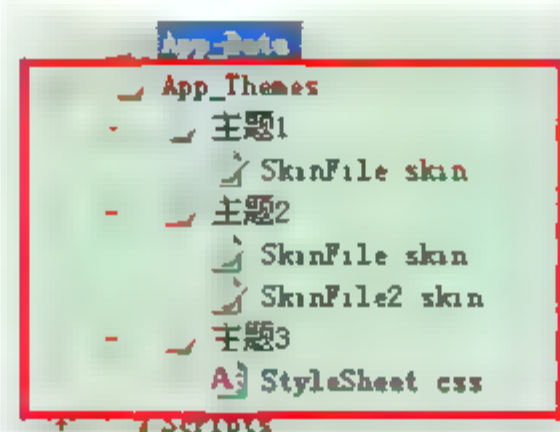 App_Data
App_Themes
主题1
SkinFile skin
主题2
SkinFile skin
SkinFile2 skin
主题3
StyleSheet css
Scripts